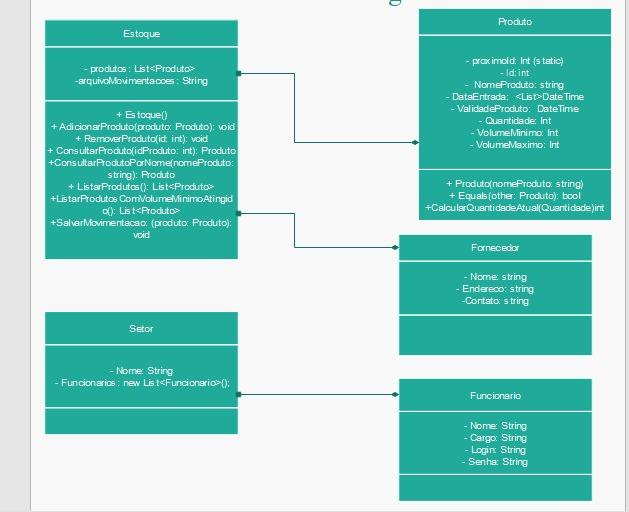 Estoque
- produtos: List<Produto>
-arquivoMovimentacoes: String
+ Estoque()
+ AdicionarProduto(produto: Produto): void
+ RemoverProduto(id: int): void
+ ConsultarProduto(idProduto: int): Produto
+ConsultarProdutoPorNome(nomeProduto:
string): Produto
+ ListarProdutos(): List<Produto>
+ListarProdutosComVolumeMinimoAtingid
o(): List<Produto>
+SalvarMovimentacao: (produto: Produto):
void
Produto
- proximoId: Int (static)
- Id: int
- NomeProduto: string
- DataEntrada: <List>DateTime
- ValidadeProduto: DateTime
- Quantidade: Int
- VolumeMinimo: Int
- VolumeMaximo: Int
+ Produto(nomeProduto: string)
+ Equals(other: Produto): bool
+CalcularQuantidadeAtual(Quantidade)int
Fornecedor
- Nome: string
- Endereco: string
-Contato: string
Setor
- Nome: String
- Funcionarios: new List<Funcionario>();
Funcionario
- Nome: String
- Cargo: String
- Login: String
- Senha: String